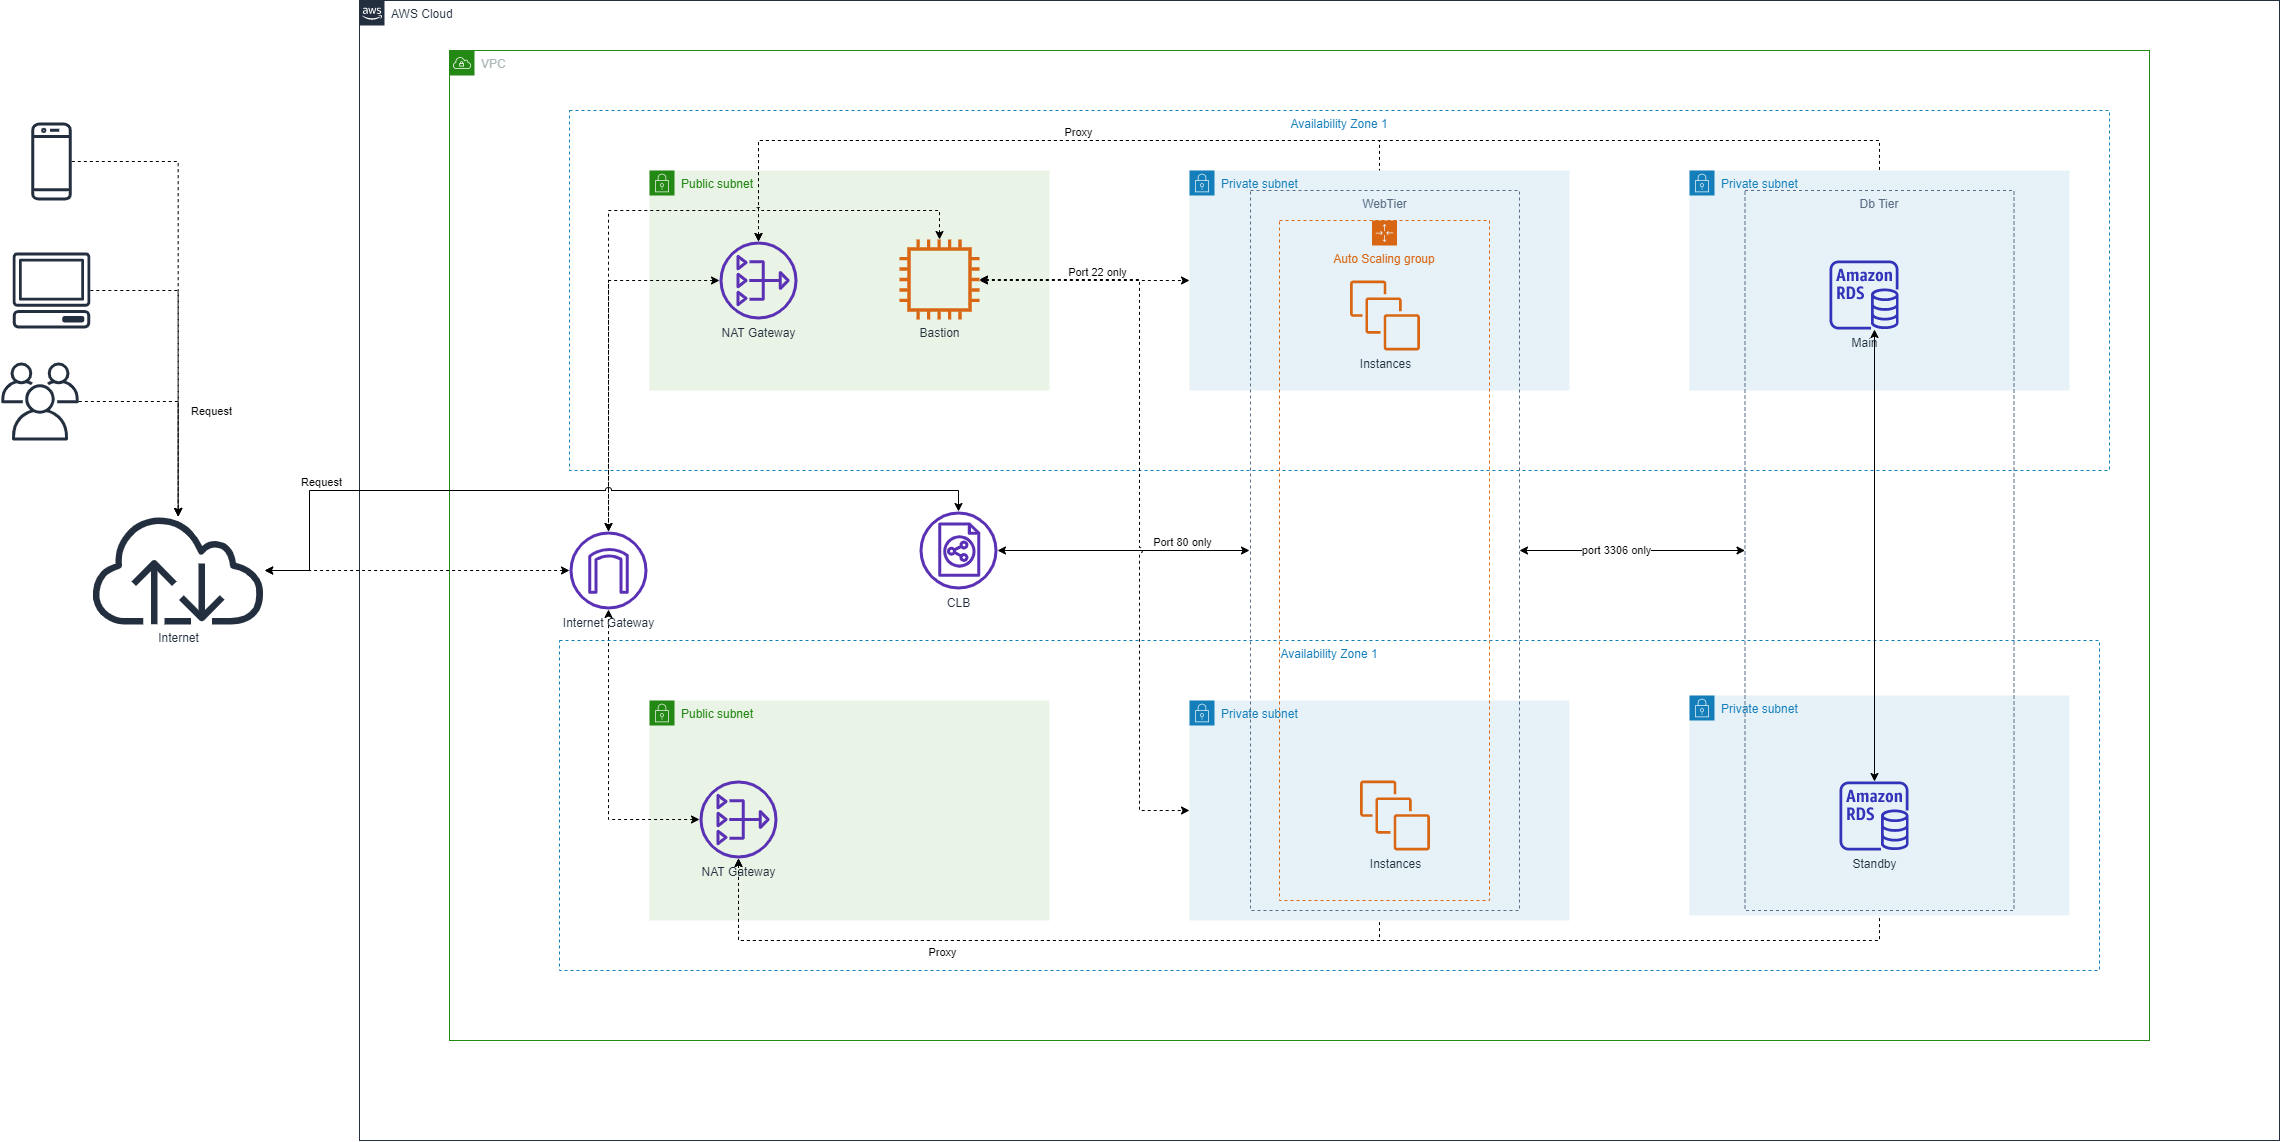 aws
AWS Cloud
VPC
Availability Zone 1
Proxy
Public subnet
Private subnet
Private subnet
WebTier
Db Tier
Auto Scaling group
Amazon
RDS
Port 22 only
NAT Gateway
Bastion
Main
Instances
Request
Request
Port 80 only
port 3306 only
CLB
Internet Gateway
Internet
Availability Zone 1
Public subnet
Private subnet
Private subnet
Amazon
RDS
NAT Gateway
Instances
Standby
Proxy